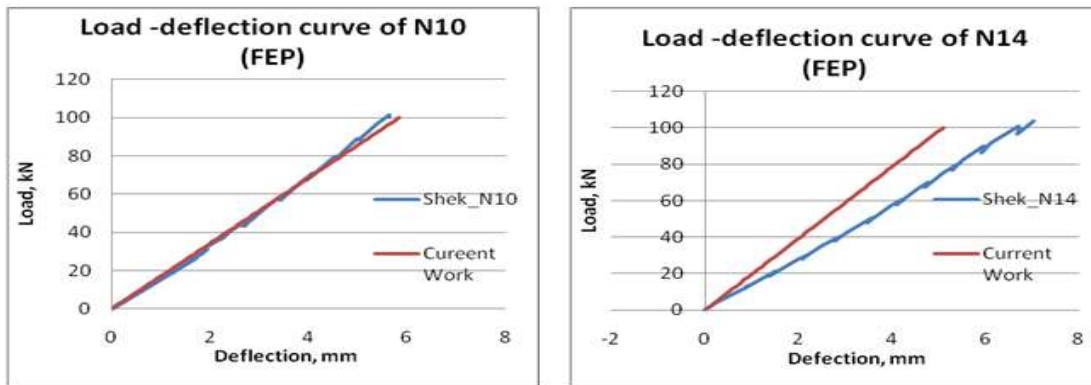 Load -deflection curve of N10
(FEP)
120
100
80
60
40
20
0
Load, kN
Shek_N10
Cureent
Work
0 2 4 6 8
Deflection, mm
Load -deflection curve of N14
(FEP)
120
100
80
60
40
20
0
Load, kN
Shek_N14
Current
Work
-2 0 2 4 6 8
Defection, mm